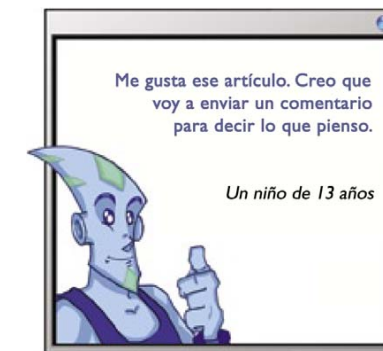 Me gusta ese artículo. Creo que
voy a enviar un comentario
para decir lo que pienso.
Un niño de 13 años